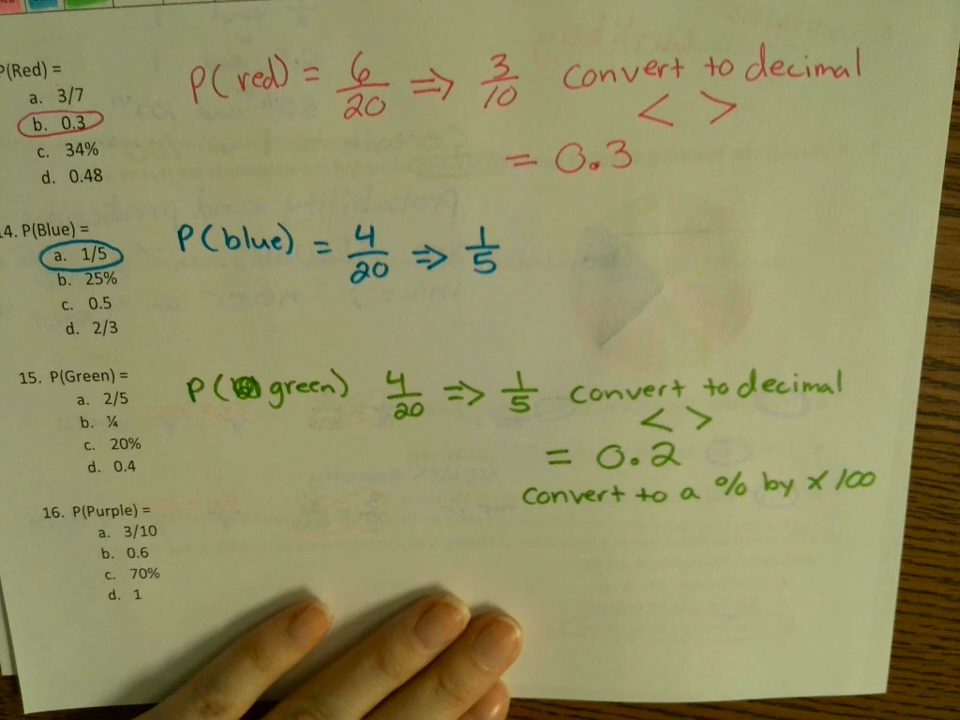 P(Red) =
a. 3/7
b. 0.3
c. 34%
d. 0.48
P(red) = 6/20 => 3/10 convert to decimal
< >
= 0.3
14. P(Blue) =
a. 1/5
b. 25%
c. 0.5
d. 2/3
P(blue) = 4/20 => 1/5
15. P(Green) =
a. 2/5
b. ¼
c. 20%
d. 0.4
P(green) 4/20 => 1/5 convert to decimal
< >
= 0.2
convert to a % by x 100
16. P(Purple) =
a. 3/10
b. 0.6
c. 70%
d. 1